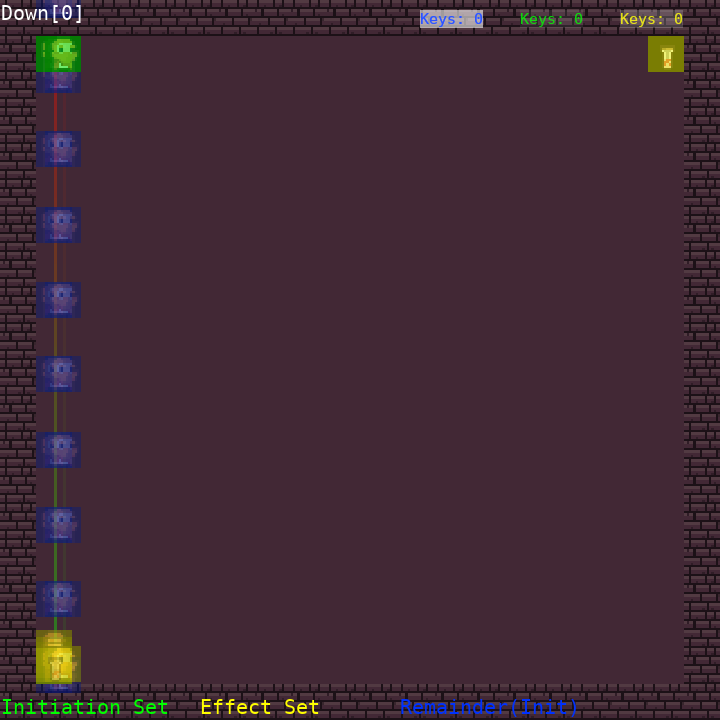 Down[0]
Keys: 0 Keys: 0 Keys: 0
Initiation Set Effect Set Remainder(Init)